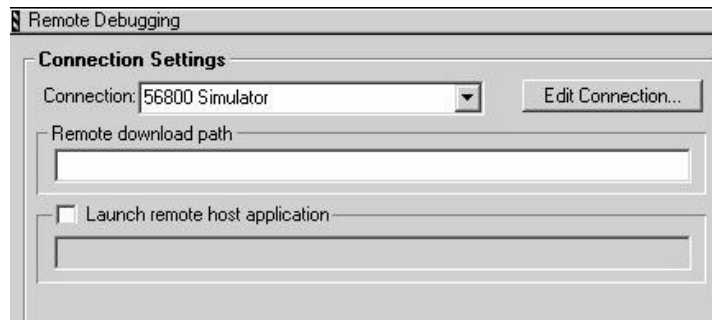 Remote Debugging
Connection Settings
Connection: 56800 Simulator Edit Connection...
Remote download path
Launch remote host application